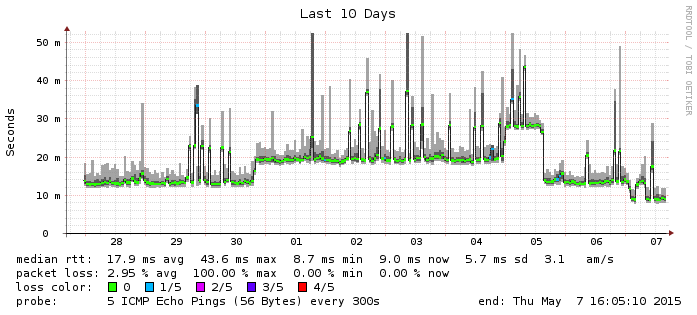 Last 10 Days
RRDTOOL / TOBI OETIKER
Seconds
50 m
40 m
30 m
20 m
10 m
0
28 29 30 01 02 03 04 05 06 07
median rtt: 17.9 ms avg 43.6 ms max 8.7 ms min 9.0 ms now 5.7 ms sd 3.1 am/s
packet loss: 2.95 % avg 100.00 % max 0.00 % min 0.00 % now
loss color: 0 1/5 2/5 3/5 4/5
probe: 5 ICMP Echo Pings (56 Bytes) every 300s end: Thu May 7 16:05:10 2015